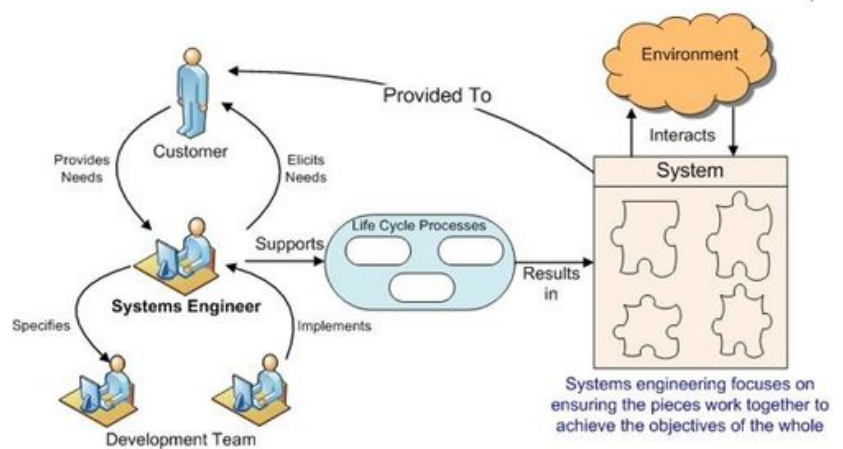 Environment
Provided To
Interacts
Customer
Provides
Needs
Elicits
Needs
System
Life Cycle Processes
Supports
Results
in
Systems Engineer
Specifies
Implements
Development Team
Systems engineering focuses on
ensuring the pieces work together to
achieve the objectives of the whole